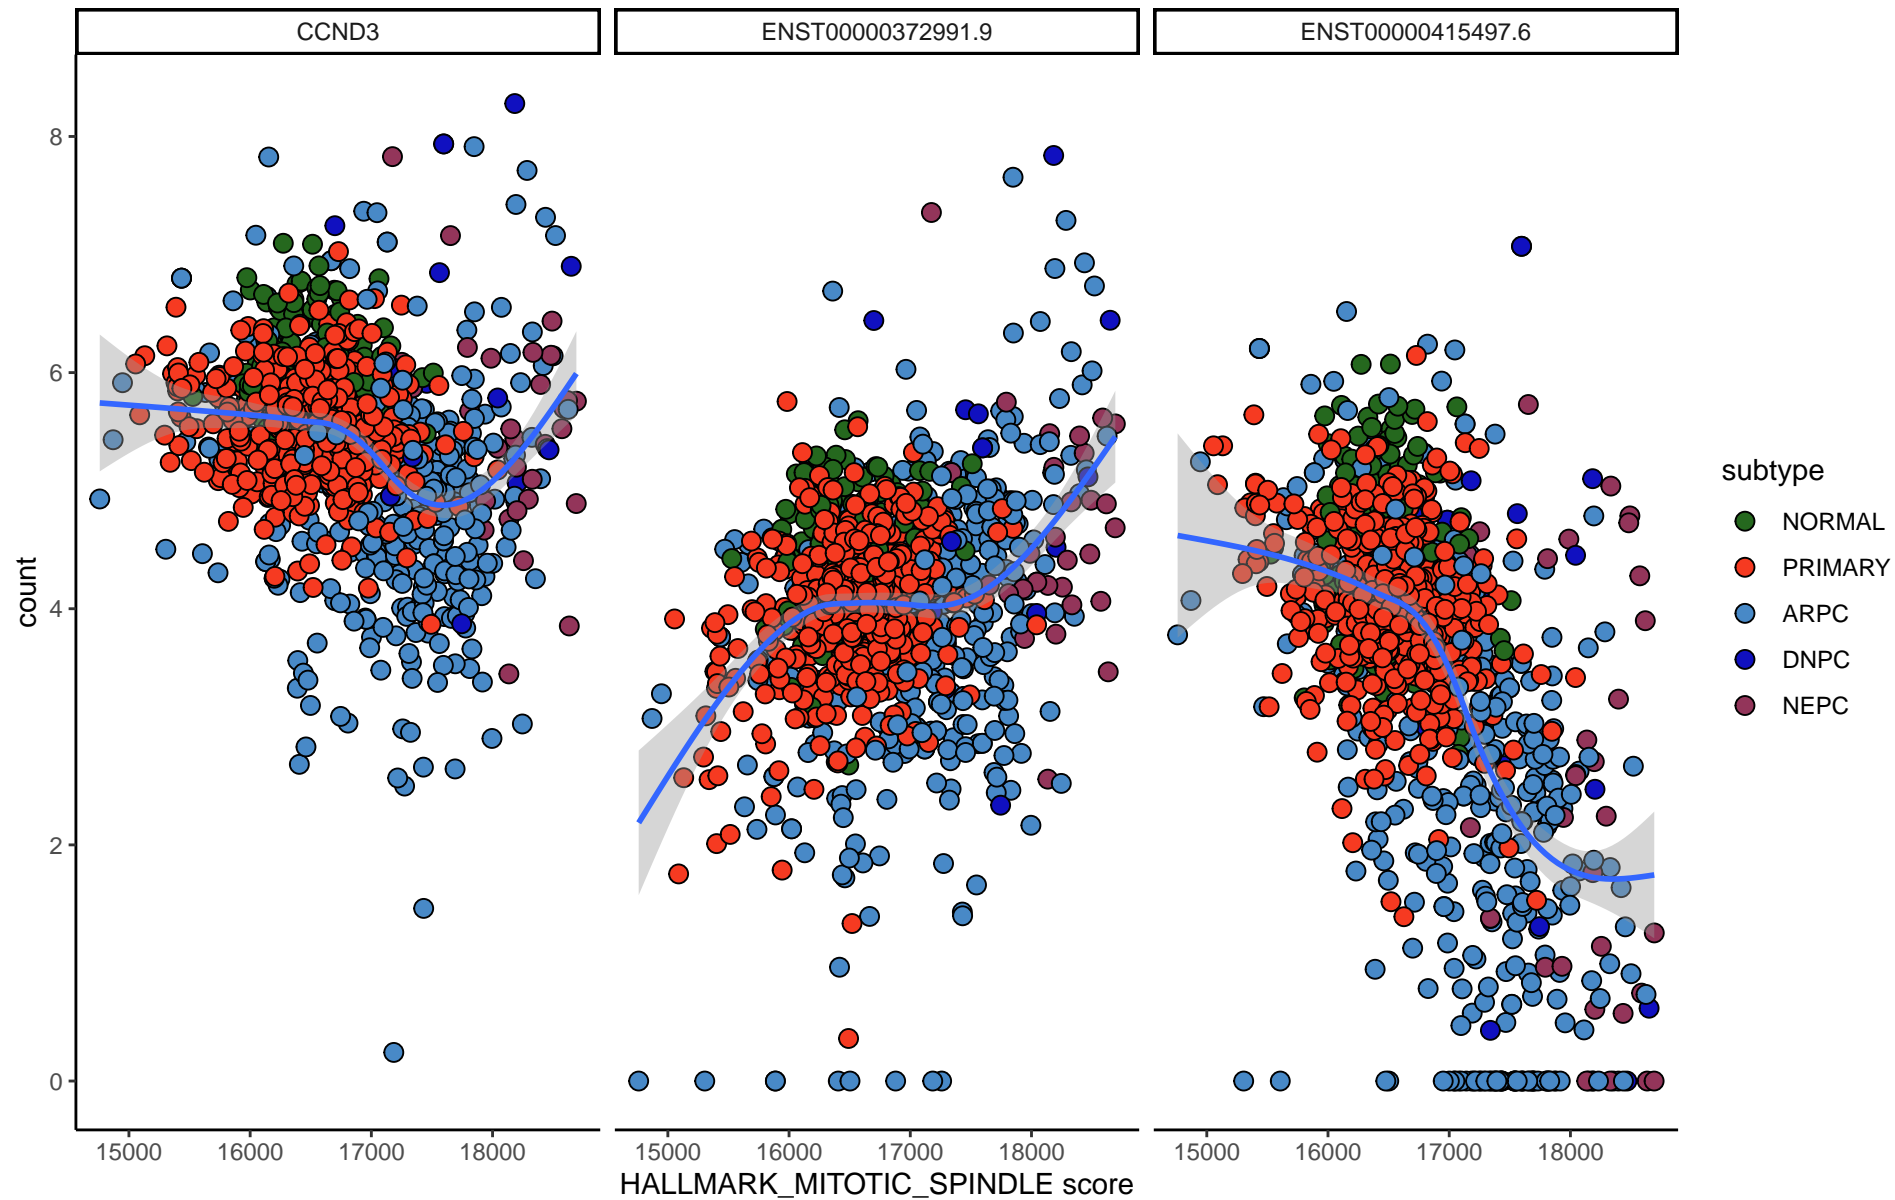 CCND3
ENST00000372991.9
ENST00000415497.6
8
6
4
2
0
count
15000 16000 17000 18000
15000 16000 17000 18000
15000 16000 17000 18000
HALLMARK_MITOTIC_SPINDLE score
subtype
NORMAL
PRIMARY
ARPC
DNPC
NEPC